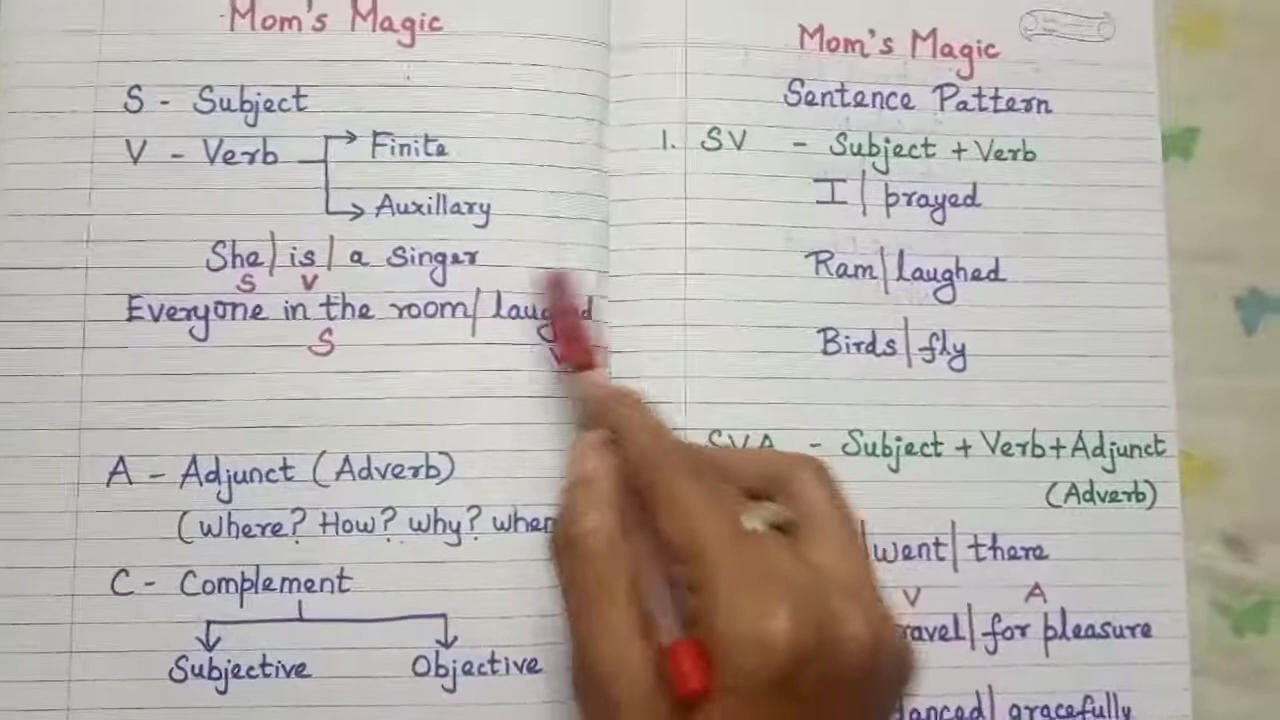 Mom's Magic
S - Subject
V - Verb → Finite
→ Auxillary
She | is | a singer
S V
Everyone in the room |
S
A - Adjunct (Adverb)
(Where? How? Why?
C - Complement
Subjective Objective
Mom's Magic
Sentence Pattern
1. SV - Subject + Verb
I | prayed
Ram | laughed
Birds | fly
SVA - Subject + Verb + Adjunct
(Adverb)
| went | there
V A
| for pleasure
| gracefully